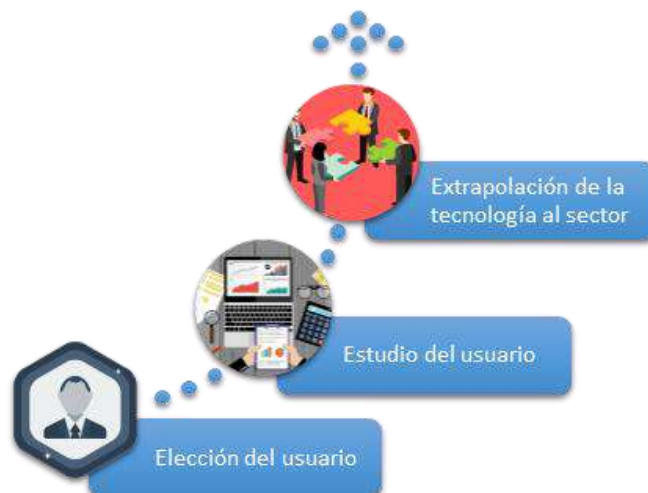 Extrapolación de la
tecnología al sector
Estudio del usuario
Elección del usuario